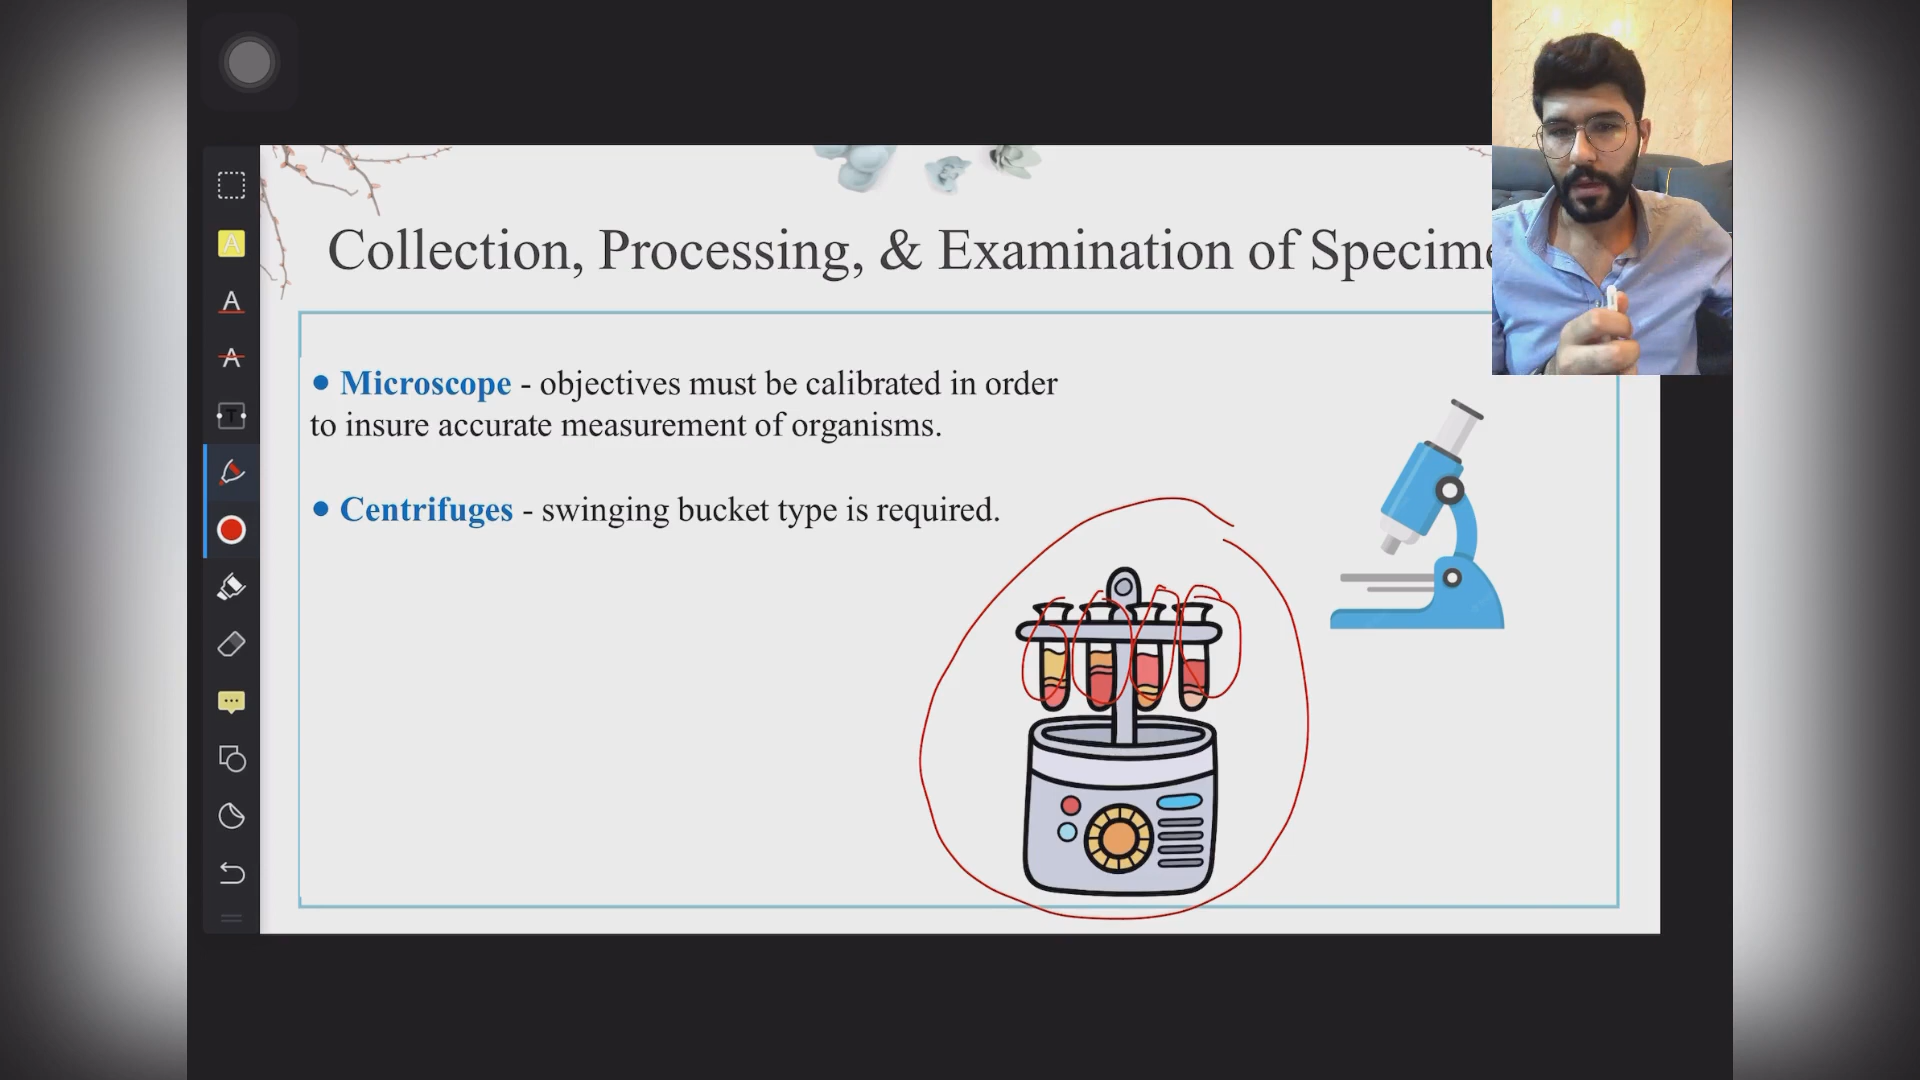 Collection, Processing, & Examination of Specime
• Microscope - objectives must be calibrated in order
to insure accurate measurement of organisms.
• Centrifuges - swinging bucket type is required.